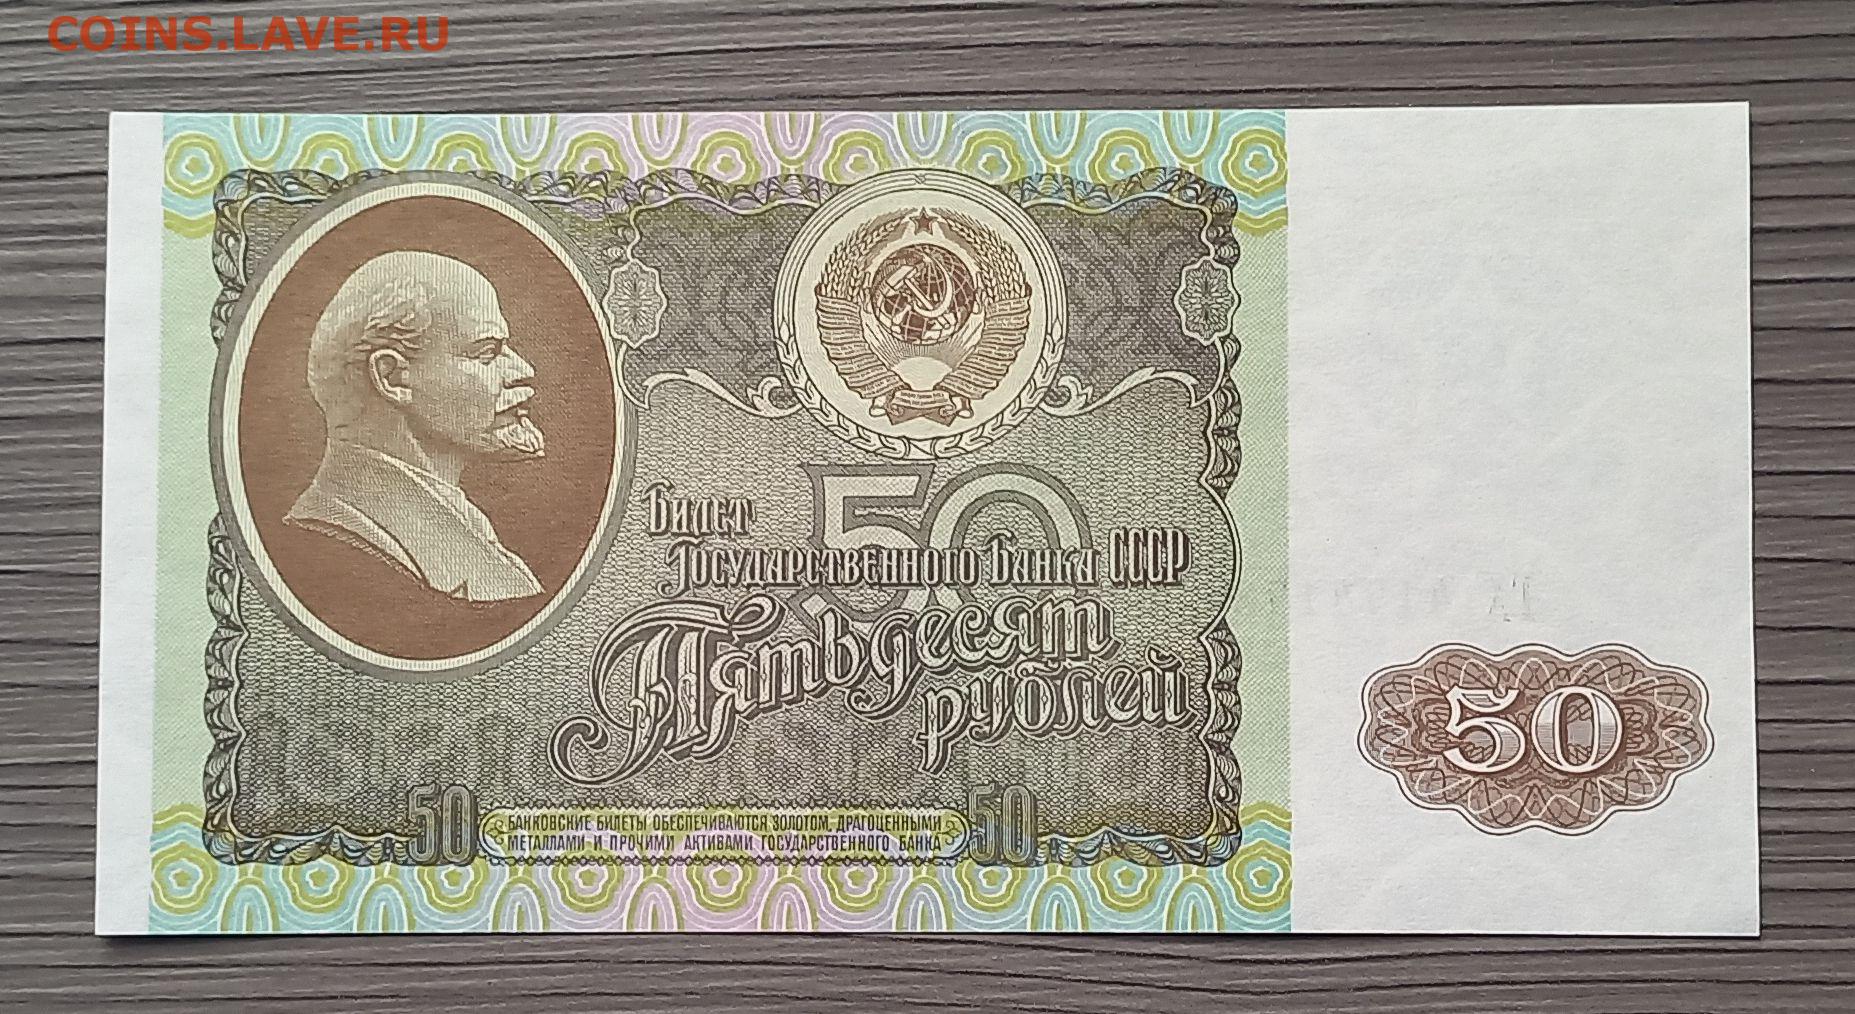 COINS.LAVE.RU
Билет
Государственного Банка СССР
50
Пятьдесят
рублей
50
50 БАНКОВСКИЕ БИЛЕТЫ ОБЕСПЕЧИВАЮТСЯ ЗОЛОТОМ, ДРАГОЦЕННЫМИ 50
МЕТАЛЛАМИ И ПРОЧИМИ АКТИВАМИ ГОСУДАРСТВЕННОГО БАНКА